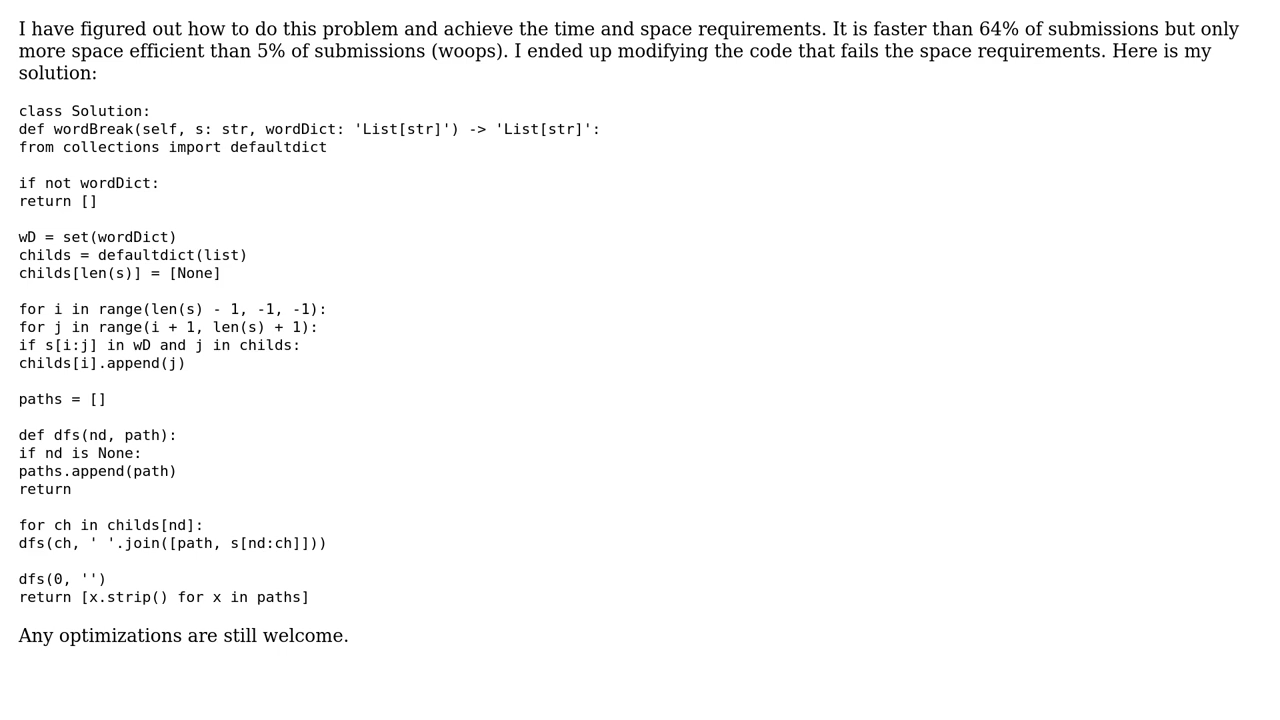 I have figured out how to do this problem and achieve the time and space requirements. It is faster than 64% of submissions but only
more space efficient than 5% of submissions (woops). I ended up modifying the code that fails the space requirements. Here is my
solution:
class Solution:
def wordBreak(self, s: str, wordDict: 'List[str]') -> 'List[str]':
from collections import defaultdict
if not wordDict:
return []
wD = set(wordDict)
childs = defaultdict(list)
childs[len(s)] = [None]
for i in range(len(s) - 1, -1, -1):
for j in range(i + 1, len(s) + 1):
if s[i:j] in wD and j in childs:
childs[i].append(j)
paths = []
def dfs(nd, path):
if nd is None:
paths.append(path)
return
for ch in childs[nd]:
dfs(ch, ' '.join([path, s[nd:ch]]))
dfs(0, '')
return [x.strip() for x in paths]
Any optimizations are still welcome.